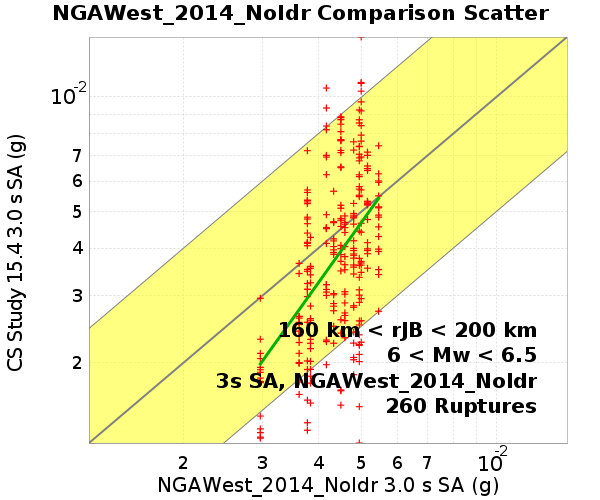 NGAWest_2014_NoIdr Comparison Scatter
CS Study 15.4 3.0 s SA (g)
10-2
7
6
5
4
3
2
160 km < rJB < 200 km
6 < Mw < 6.5
3s SA, NGAWest_2014_NoIdr
260 Ruptures
2 3 4 5 6 7 10-2
NGAWest_2014_NoIdr 3.0 s SA (g)